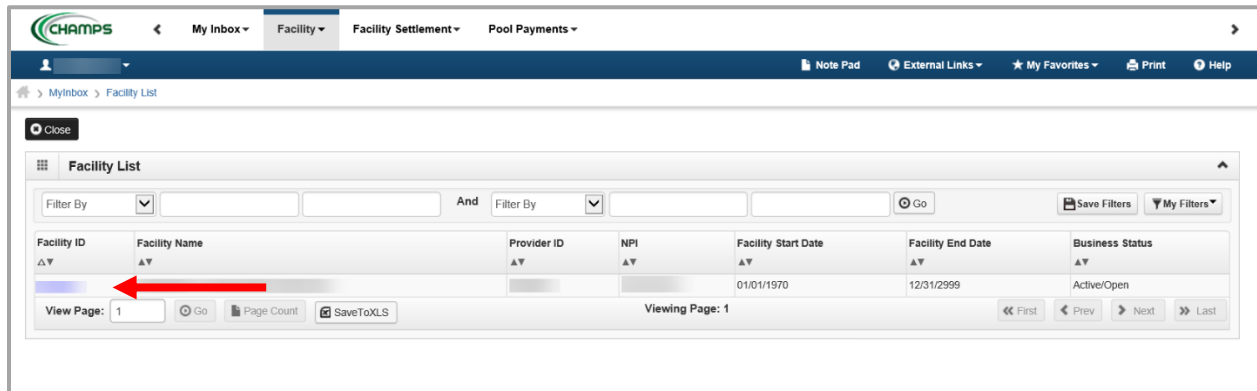 CHAMPS My Inbox Facility Facility Settlement Pool Payments
Note Pad External Links My Favorites Print Help
MyInbox > Facility List
Close
Facility List
Filter By And Filter By Go Save Filters My Filters
Facility ID Facility Name Provider ID NPI Facility Start Date Facility End Date Business Status
01/01/1970 12/31/2999 Active/Open
View Page: 1 Go Page Count SaveToXLS Viewing Page: 1 First Prev Next Last